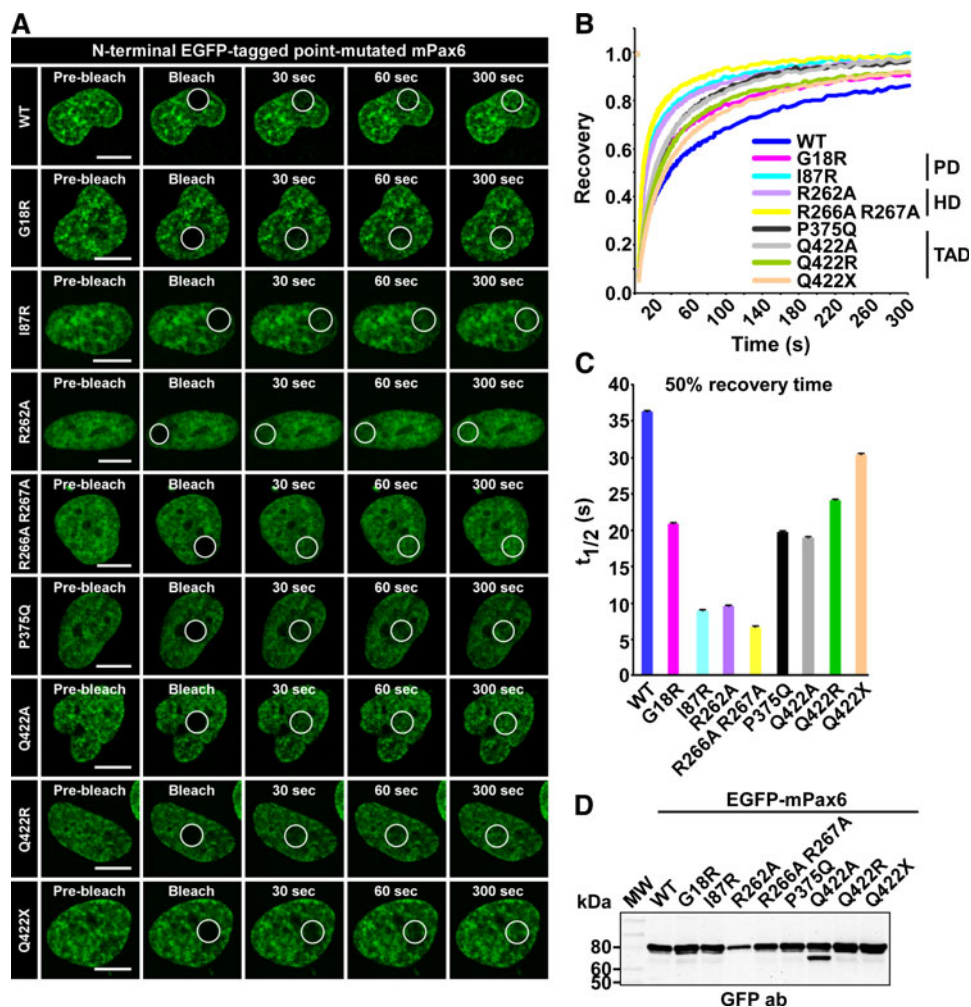 A
N-terminal EGFP-tagged point-mutated mPax6
WT
Pre-bleach Bleach 30 sec 60 sec 300 sec
G18R
Pre-bleach Bleach 30 sec 60 sec 300 sec
I87R
Pre-bleach Bleach 30 sec 60 sec 300 sec
R262A
Pre-bleach Bleach 30 sec 60 sec 300 sec
R266A R267A
Pre-bleach Bleach 30 sec 60 sec 300 sec
P375Q
Pre-bleach Bleach 30 sec 60 sec 300 sec
Q422A
Pre-bleach Bleach 30 sec 60 sec 300 sec
Q422R
Pre-bleach Bleach 30 sec 60 sec 300 sec
Q422X
Pre-bleach Bleach 30 sec 60 sec 300 sec
B
Recovery
1.0
0.8
0.6
0.4
0.2
0.0
WT
G18R
I87R
PD
R262A
R266A R267A
HD
P375Q
Q422A
Q422R
TAD
Q422X
20 60 100 140 180 220 260 300
Time (s)
C
50% recovery time
t1/2 (s)
40
35
30
25
20
15
10
5
0
WT G18R I87R R262A R266A R267A P375Q Q422A Q422R Q422X
D
EGFP-mPax6
kDa MW WT G18R I87R R262A R266A R267A P375Q Q422A Q422R Q422X
80
60
50
GFP ab